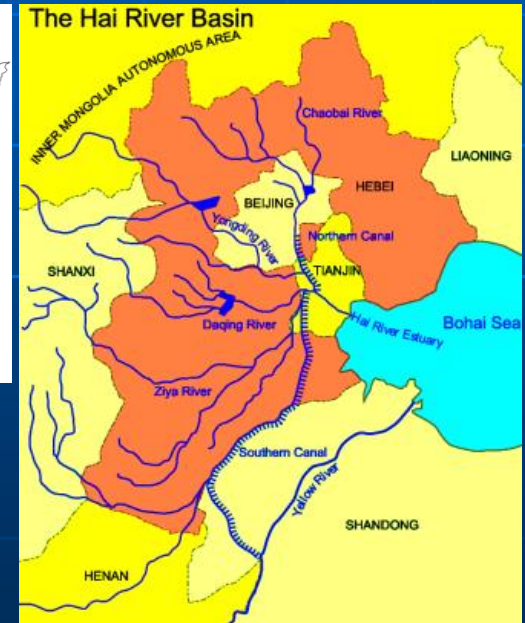 The Hai River Basin
INNER MONGOLIA AUTONOMOUS AREA
Chaobai River
LIAONING
HEBEI
BEIJING
Yongding River
Northern Canal
TIANJIN
SHANXI
Hai River Estuary
Bohai Sea
Daqing River
Ziya River
Southern Canal
Yellow River
SHANDONG
HENAN